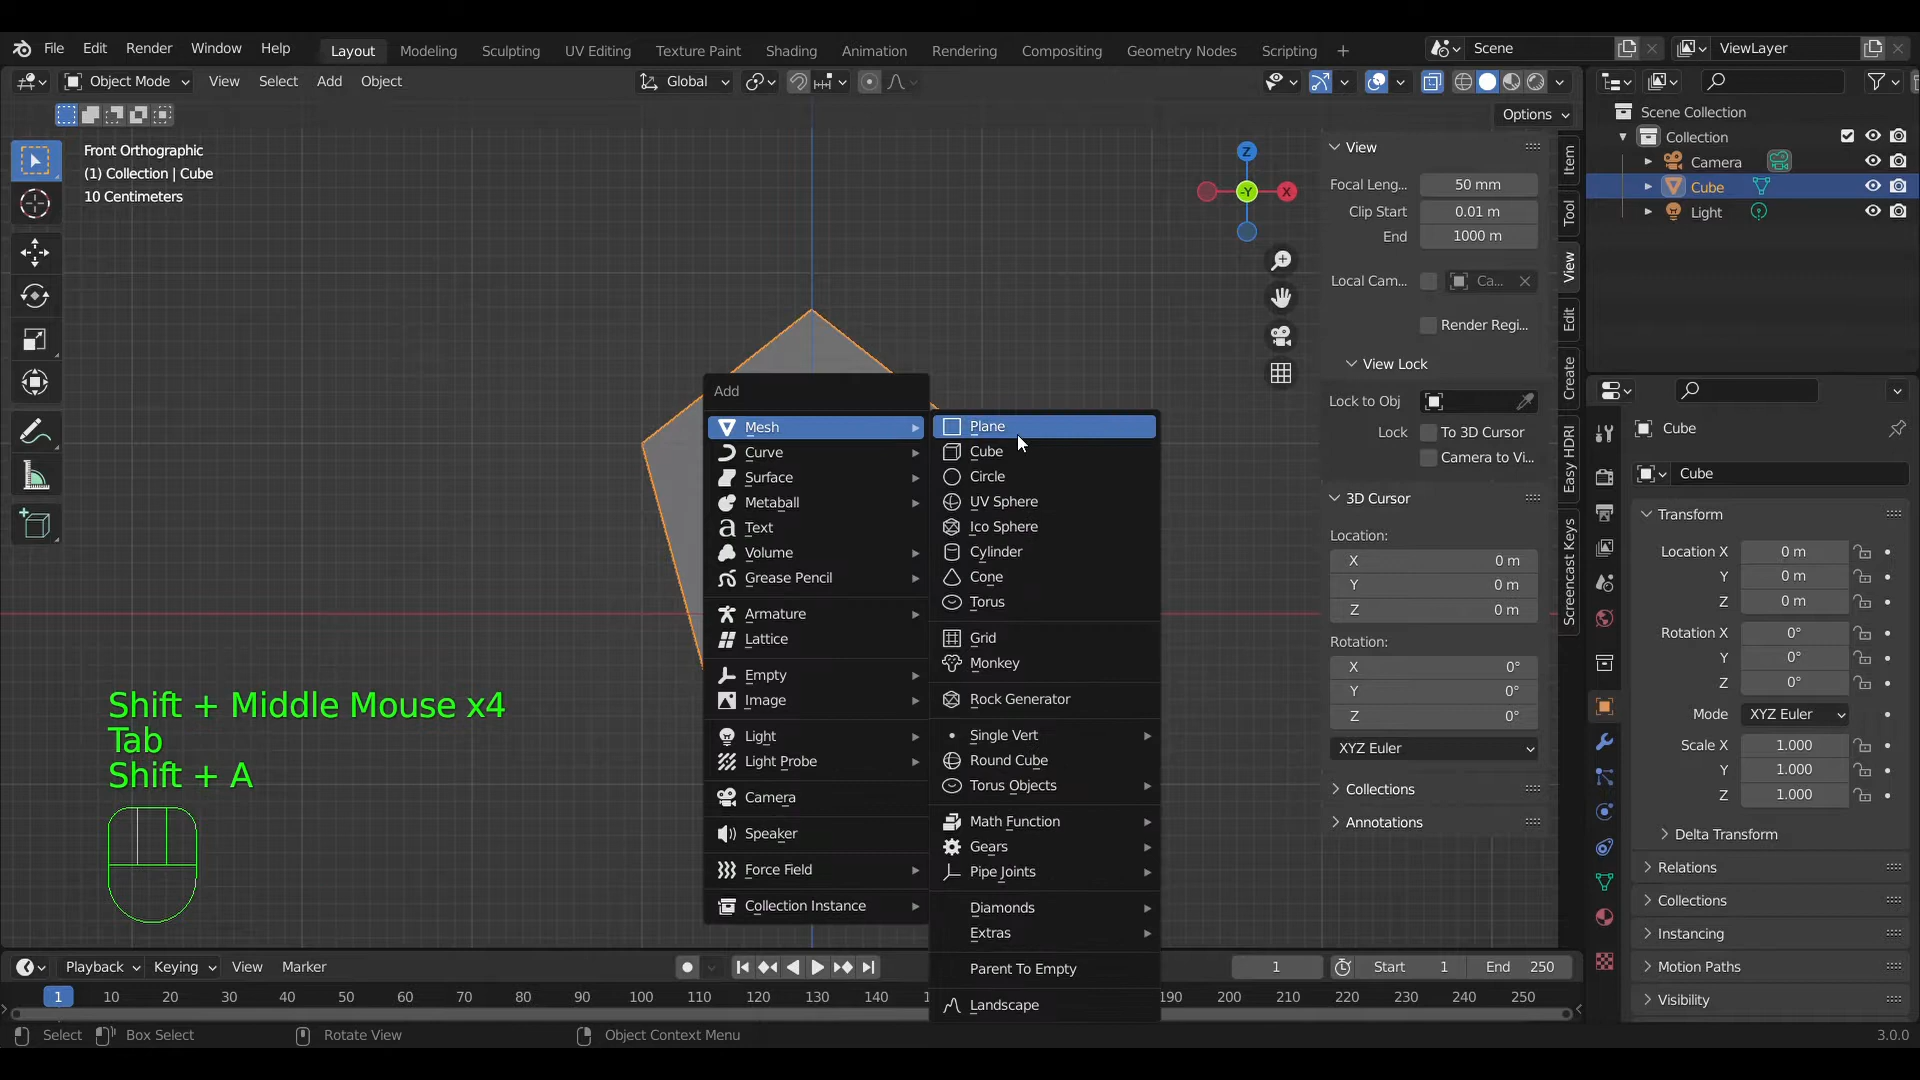 File Edit Render Window Help Layout Modeling Sculpting UV Editing Texture Paint Shading Animation Rendering Compositing Geometry Nodes Scripting + Scene ViewLayer
Object Mode View Select Add Object Global
Options
Front Orthographic
(1) Collection | Cube
10 Centimeters
Z
-Y
X
Add
Mesh
Curve
Surface
Metaball
Text
Volume
Grease Pencil
Armature
Lattice
Empty
Image
Light
Light Probe
Camera
Speaker
Force Field
Collection Instance
Plane
Cube
Circle
UV Sphere
Ico Sphere
Cylinder
Cone
Torus
Grid
Monkey
Rock Generator
Single Vert
Round Cube
Torus Objects
Math Function
Gears
Pipe Joints
Diamonds
Extras
Parent To Empty
Landscape
Shift + Middle Mouse x4
Tab
Shift + A
View
Focal Leng... 50 mm
Clip Start 0.01 m
End 1000 m
Local Cam... Ca...
Render Regi...
View Lock
Lock to Obj
Lock To 3D Cursor
Camera to Vi...
3D Cursor
Location:
X 0 m
Y 0 m
Z 0 m
Rotation:
X 0°
Y 0°
Z 0°
XYZ Euler
Collections
Annotations
Item
Tool
View
Edit
Create
Easy HDRI
Screencast Keys
Scene Collection
Collection
Camera
Cube
Light
Cube
Cube
Transform
Location X 0 m
Y 0 m
Z 0 m
Rotation X 0°
Y 0°
Z 0°
Mode XYZ Euler
Scale X 1.000
Y 1.000
Z 1.000
Delta Transform
Relations
Collections
Instancing
Motion Paths
Visibility
Playback Keying View Marker 1 Start 1 End 250
1 10 20 30 40 50 60 70 80 90 100 110 120 130 140 190 200 210 220 230 240 250
Select Box Select Rotate View Object Context Menu 3.0.0